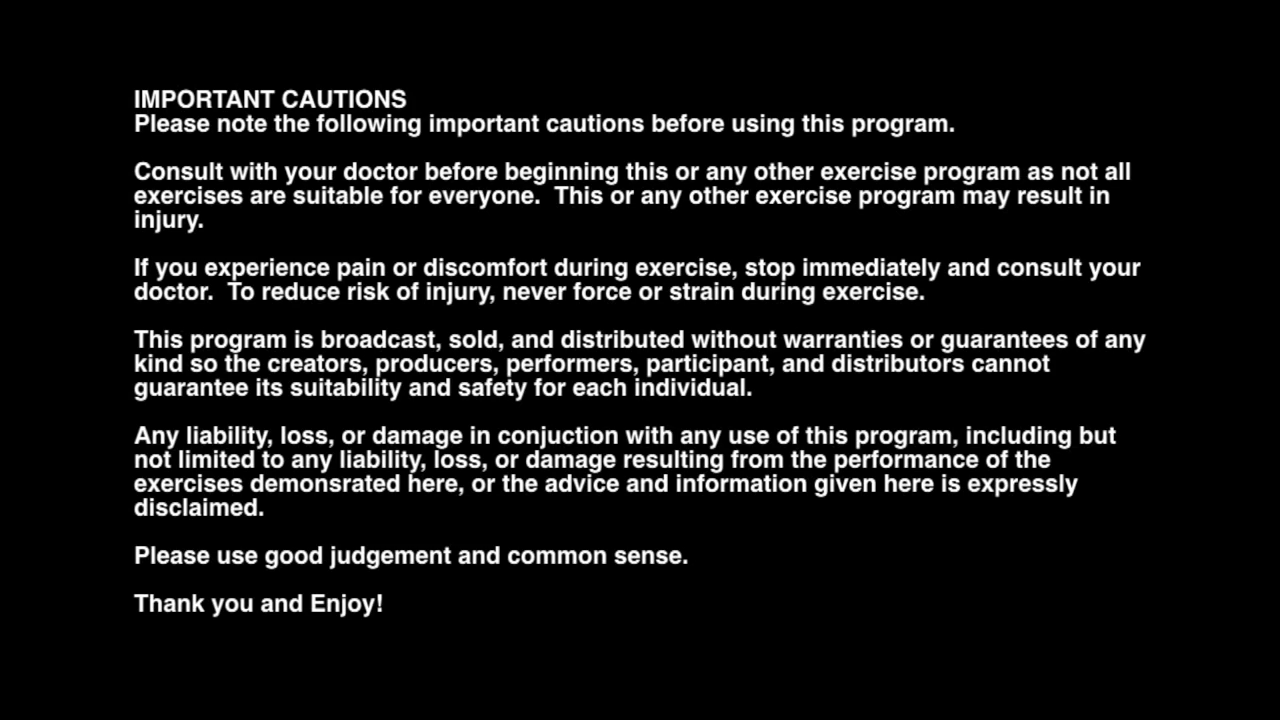 IMPORTANT CAUTIONS
Please note the following important cautions before using this program.
Consult with your doctor before beginning this or any other exercise program as not all
exercises are suitable for everyone.  This or any other exercise program may result in
injury.
If you experience pain or discomfort during exercise, stop immediately and consult your
doctor.  To reduce risk of injury, never force or strain during exercise.
This program is broadcast, sold, and distributed without warranties or guarantees of any
kind so the creators, producers, performers, participant, and distributors cannot
guarantee its suitability and safety for each individual.
Any liability, loss, or damage in conjuction with any use of this program, including but
not limited to any liability, loss, or damage resulting from the performance of the
exercises demonsrated here, or the advice and information given here is expressly
disclaimed.
Please use good judgement and common sense.
Thank you and Enjoy!